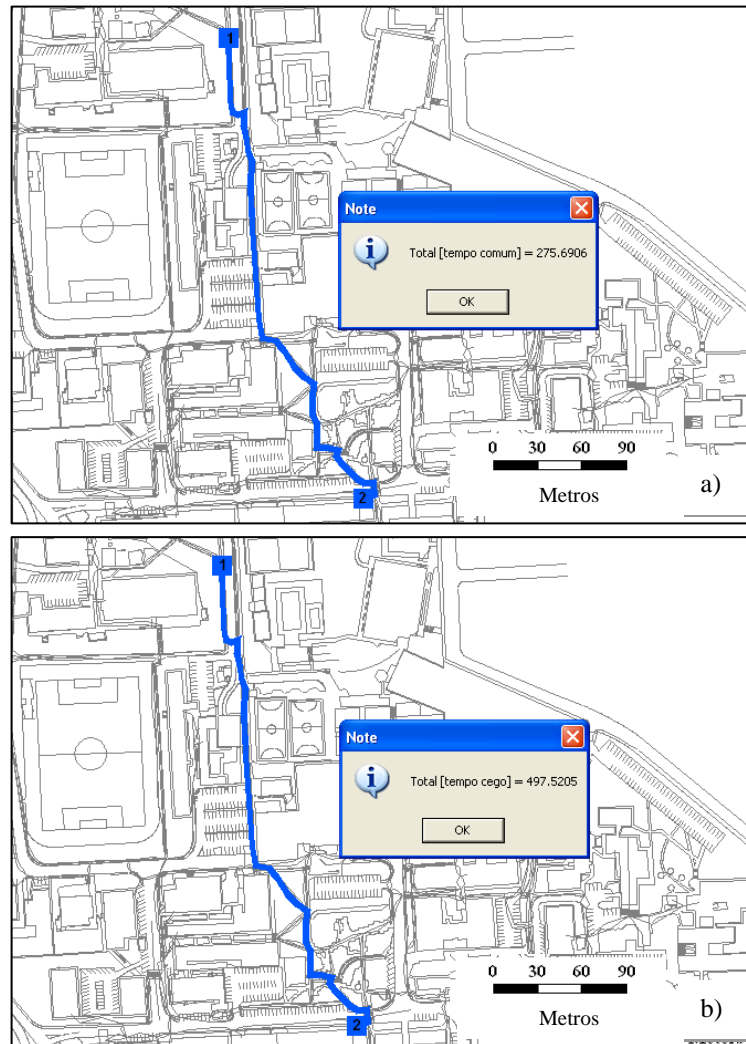 1
Note
Total [tempo comum] = 275.6906
OK
0 30 60 90
Metros
a)
2
1
Note
Total [tempo cego] = 497.5205
OK
0 30 60 90
Metros
b)
2